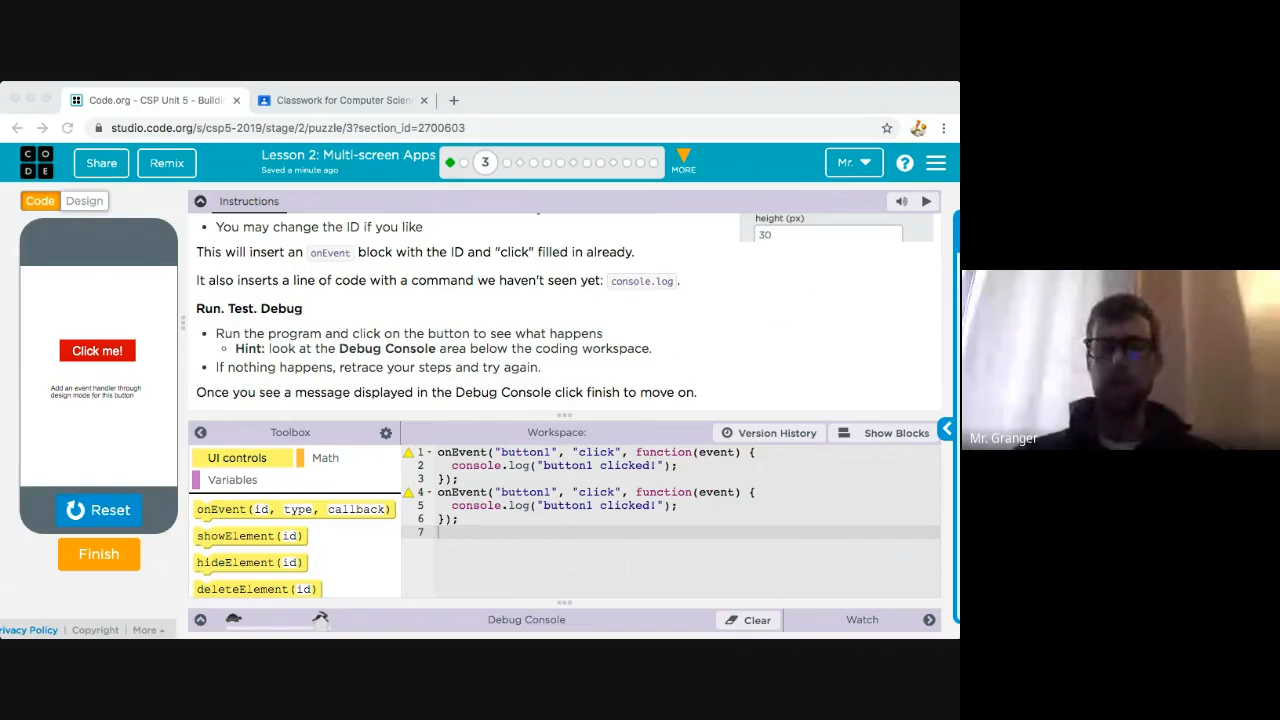 Code.org - CSP Unit 5 - Buildi
Classwork for Computer Scien
studio.code.org/s/csp5-2019/stage/2/puzzle/3?section_id=2700603
CODE
Share
Remix
Lesson 2: Multi-screen Apps
Saved a minute ago
3
MORE
Mr.
?
Code
Design
Instructions
height (px)
30
You may change the ID if you like
This will insert an onEvent block with the ID and "click" filled in already.
It also inserts a line of code with a command we haven't seen yet: console.log.
Run. Test. Debug
Run the program and click on the button to see what happens
Hint: look at the Debug Console area below the coding workspace.
If nothing happens, retrace your steps and try again.
Once you see a message displayed in the Debug Console click finish to move on.
Click me!
Add an event handler through
design mode for this button
Reset
Finish
Toolbox
UI controls
Math
Variables
onEvent(id, type, callback)
showElement(id)
hideElement(id)
deleteElement(id)
Workspace:
Version History
Show Blocks
1 onEvent("button1", "click", function(event) {
2 console.log("button1 clicked!");
3 });
4 onEvent("button1", "click", function(event) {
5 console.log("button1 clicked!");
6 });
7
Debug Console
Clear
Watch
rivacy Policy | Copyright | More
Mr. Granger